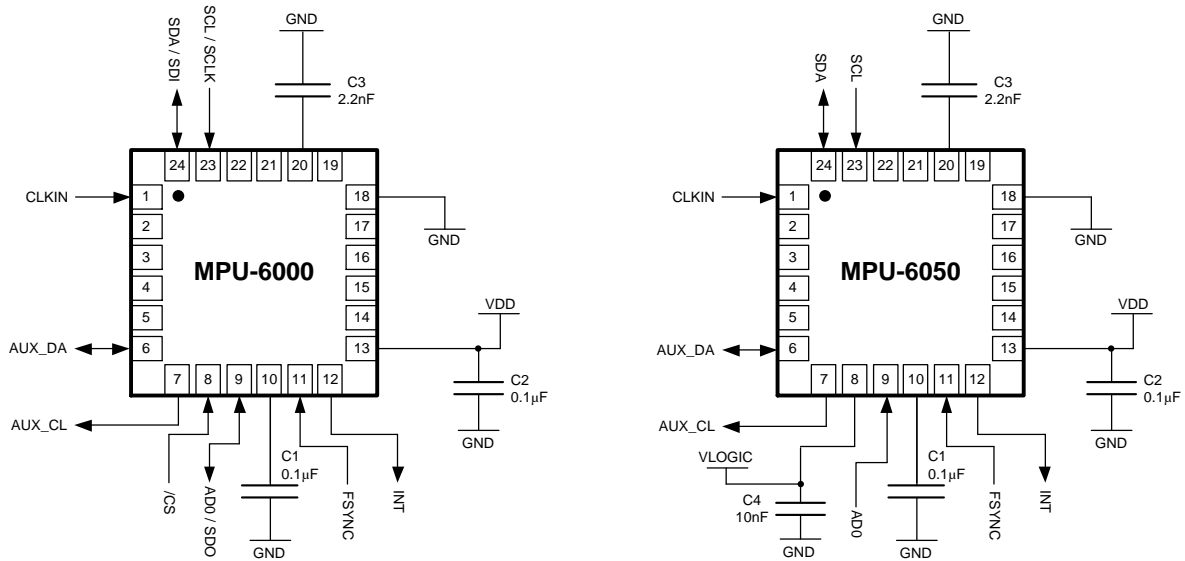 GND
SDA / SDI
SCL / SCLK
C3
2.2nF
24 23 22 21 20 19
CLKIN
1
2
3
4
5
6
18
17
16
15
14
13
MPU-6000
GND
VDD
AUX_DA
7 8 9 10 11 12
C2
0.1µF
GND
AUX_CL
/CS
AD0 / SDO
C1
0.1µF
GND
FSYNC
INT
GND
SDA
SCL
C3
2.2nF
24 23 22 21 20 19
CLKIN
1
2
3
4
5
6
18
17
16
15
14
13
MPU-6050
GND
VDD
AUX_DA
7 8 9 10 11 12
C2
0.1µF
GND
AUX_CL
VLOGIC
C4
10nF
GND
AD0
C1
0.1µF
GND
FSYNC
INT